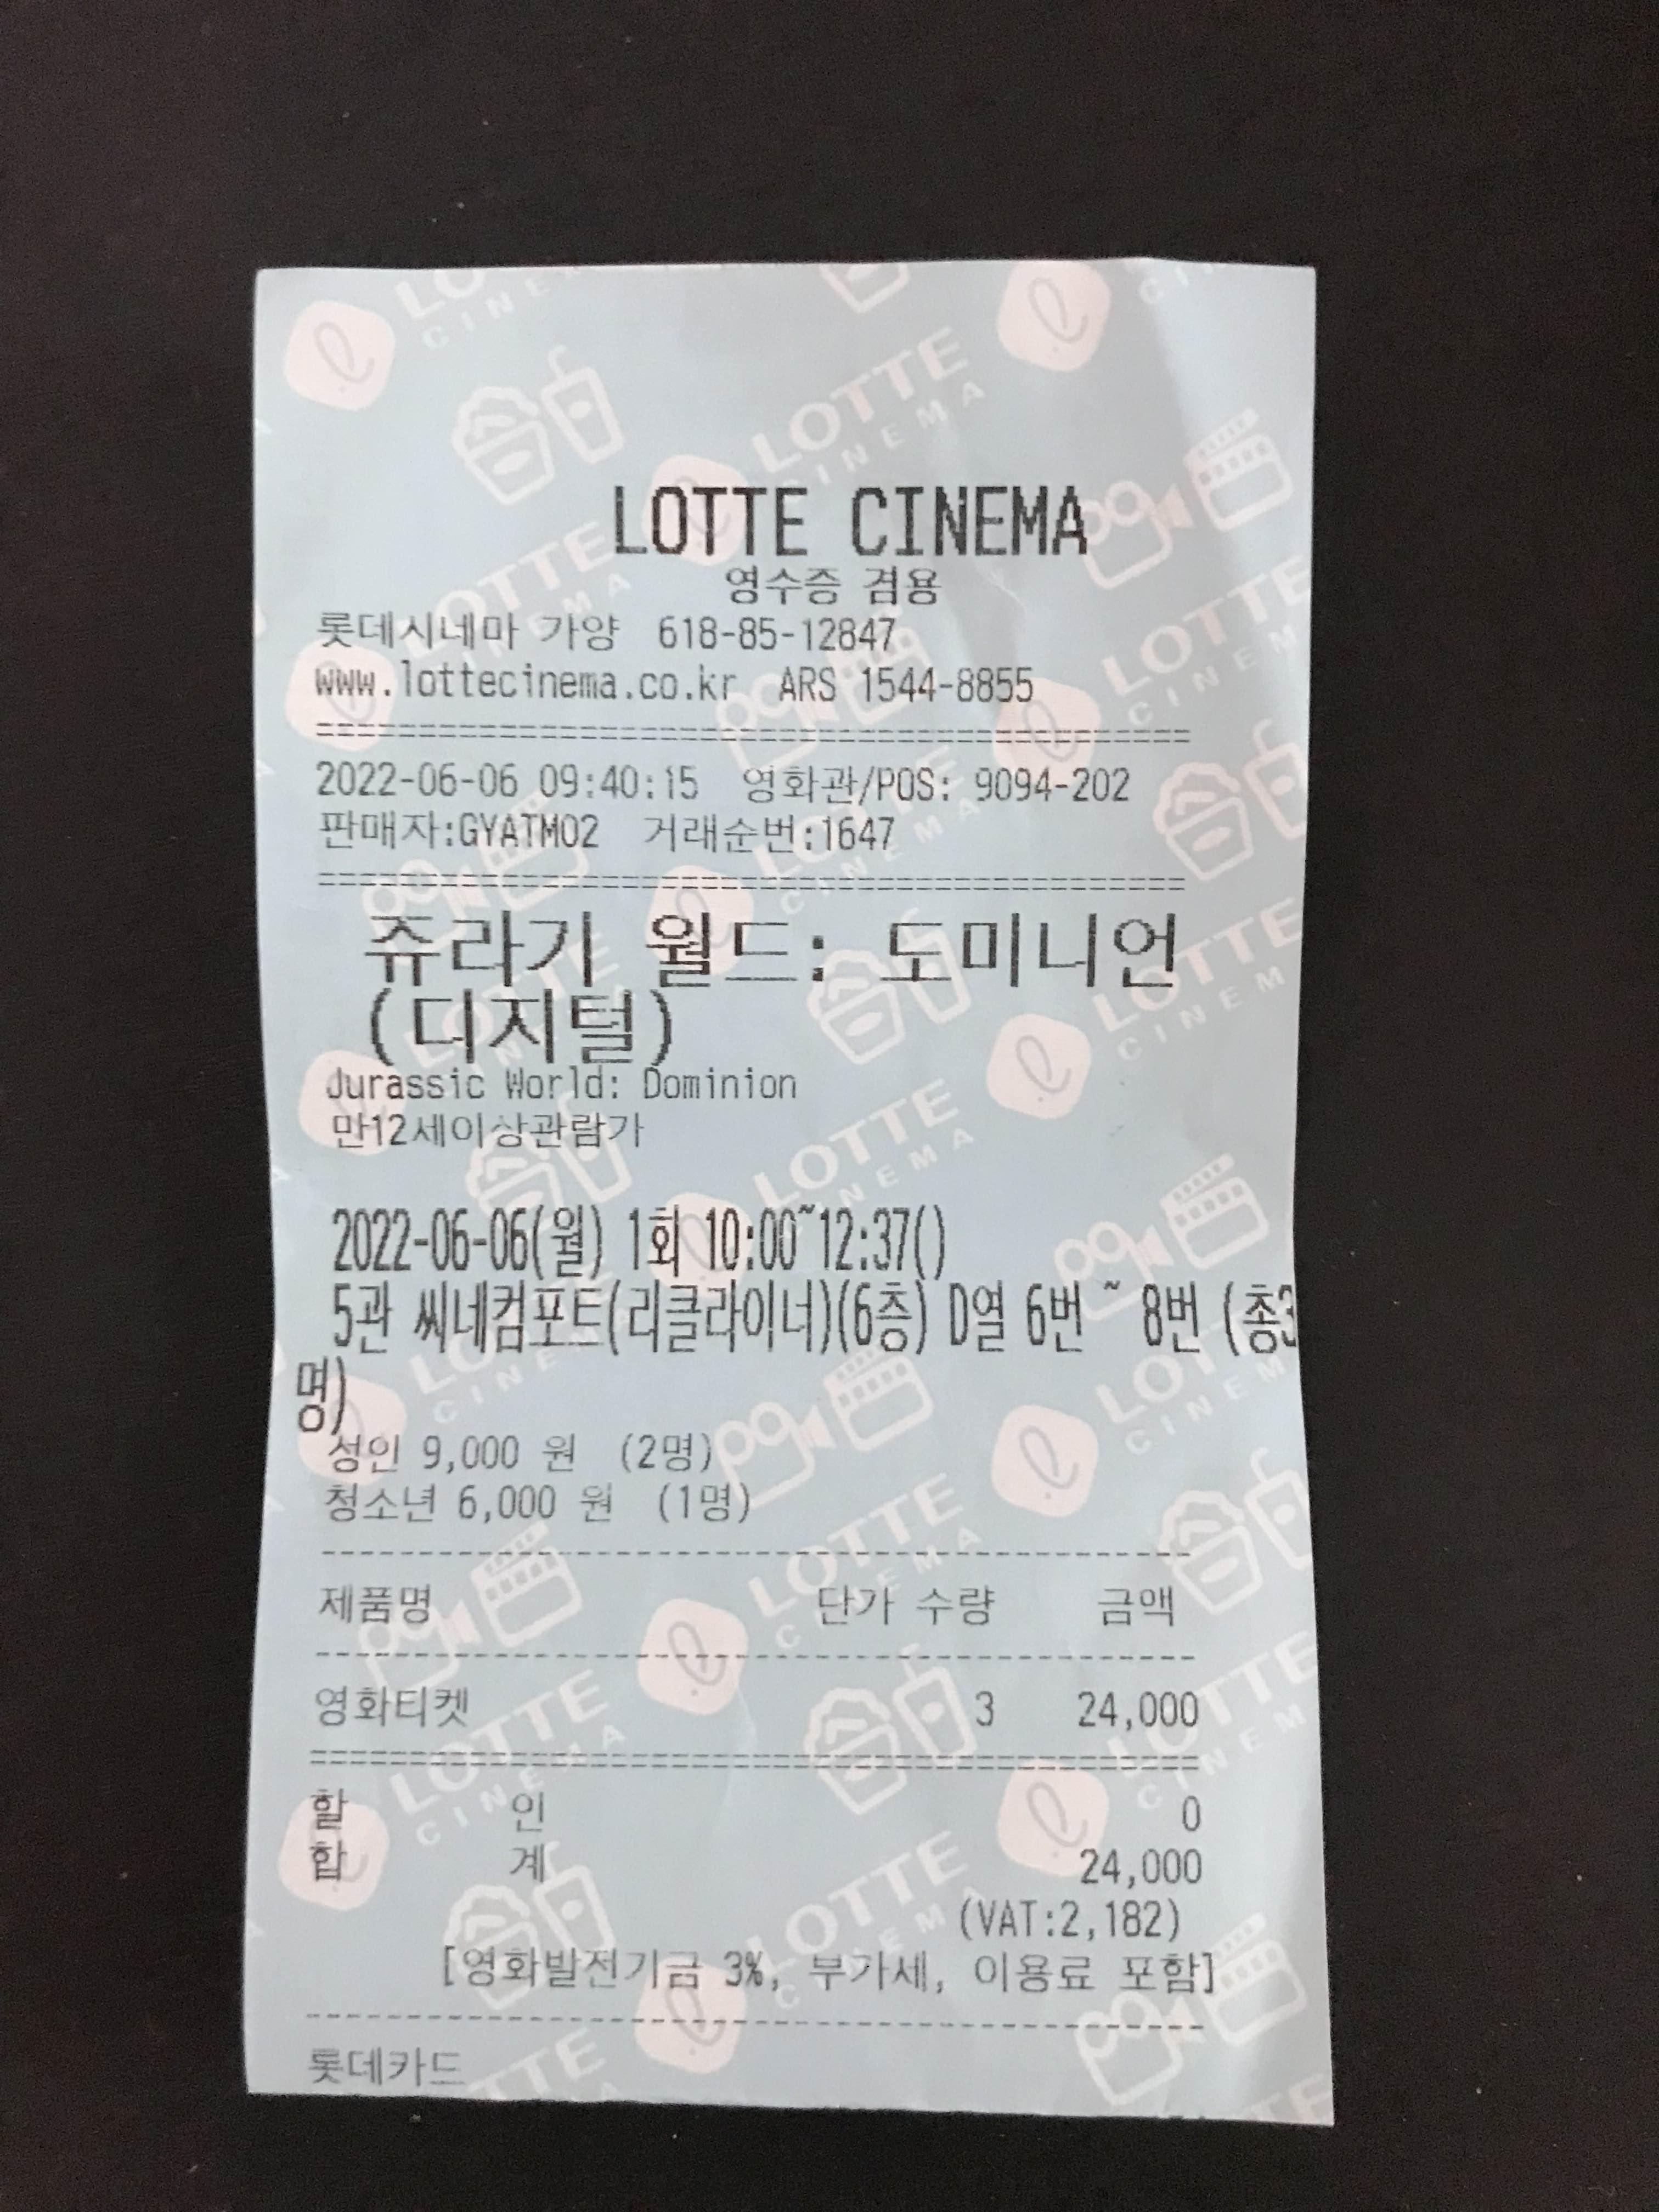 LOTTE CINEMA
영수증 겸용
롯데시네마 가양 618-85-12847
www.lottecinema.co.kr ARS 1544-8855
2022-06-06 09:40:15 영화관/POS: 9094-202
판매자:GYATM02 거래순번:1647
쥬라기 월드: 도미니언
(디지털)
Jurassic World: Dominion
만12세이상관람가
2022-06-06(월) 1회 10:00~12:37()
5관 씨네컴포트(리클라이너)(6층) D열 6번 ~ 8번 (총3
명)
성인 9,000 원 (2명)
청소년 6,000 원 (1명)
제품명 단가 수량 금액
영화티켓 3 24,000
할 인 0
합 계 24,000
(VAT:2,182)
[영화발전기금 3%, 부가세, 이용료 포함]
롯데카드